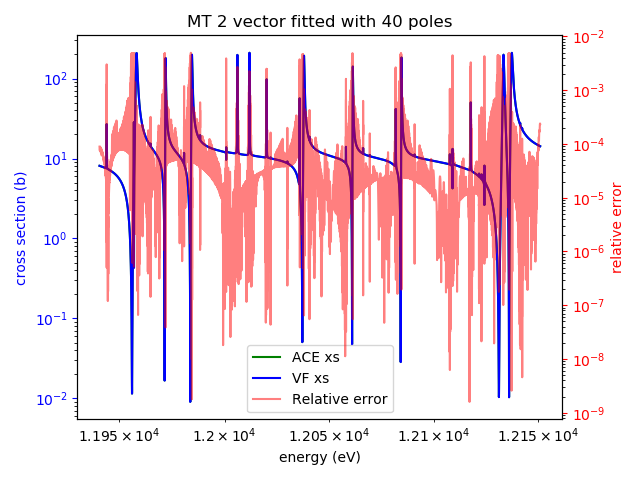 MT 2 vector fitted with 40 poles
cross section (b)
10²
10¹
10⁰
10⁻¹
10⁻²
10⁻²
10⁻³
10⁻⁴
10⁻⁵
10⁻⁶
10⁻⁷
10⁻⁸
10⁻⁹
relative error
ACE xs
VF xs
Relative error
1.195 × 10⁴ 1.2 × 10⁴ 1.205 × 10⁴ 1.21 × 10⁴ 1.215 × 10⁴
energy (eV)